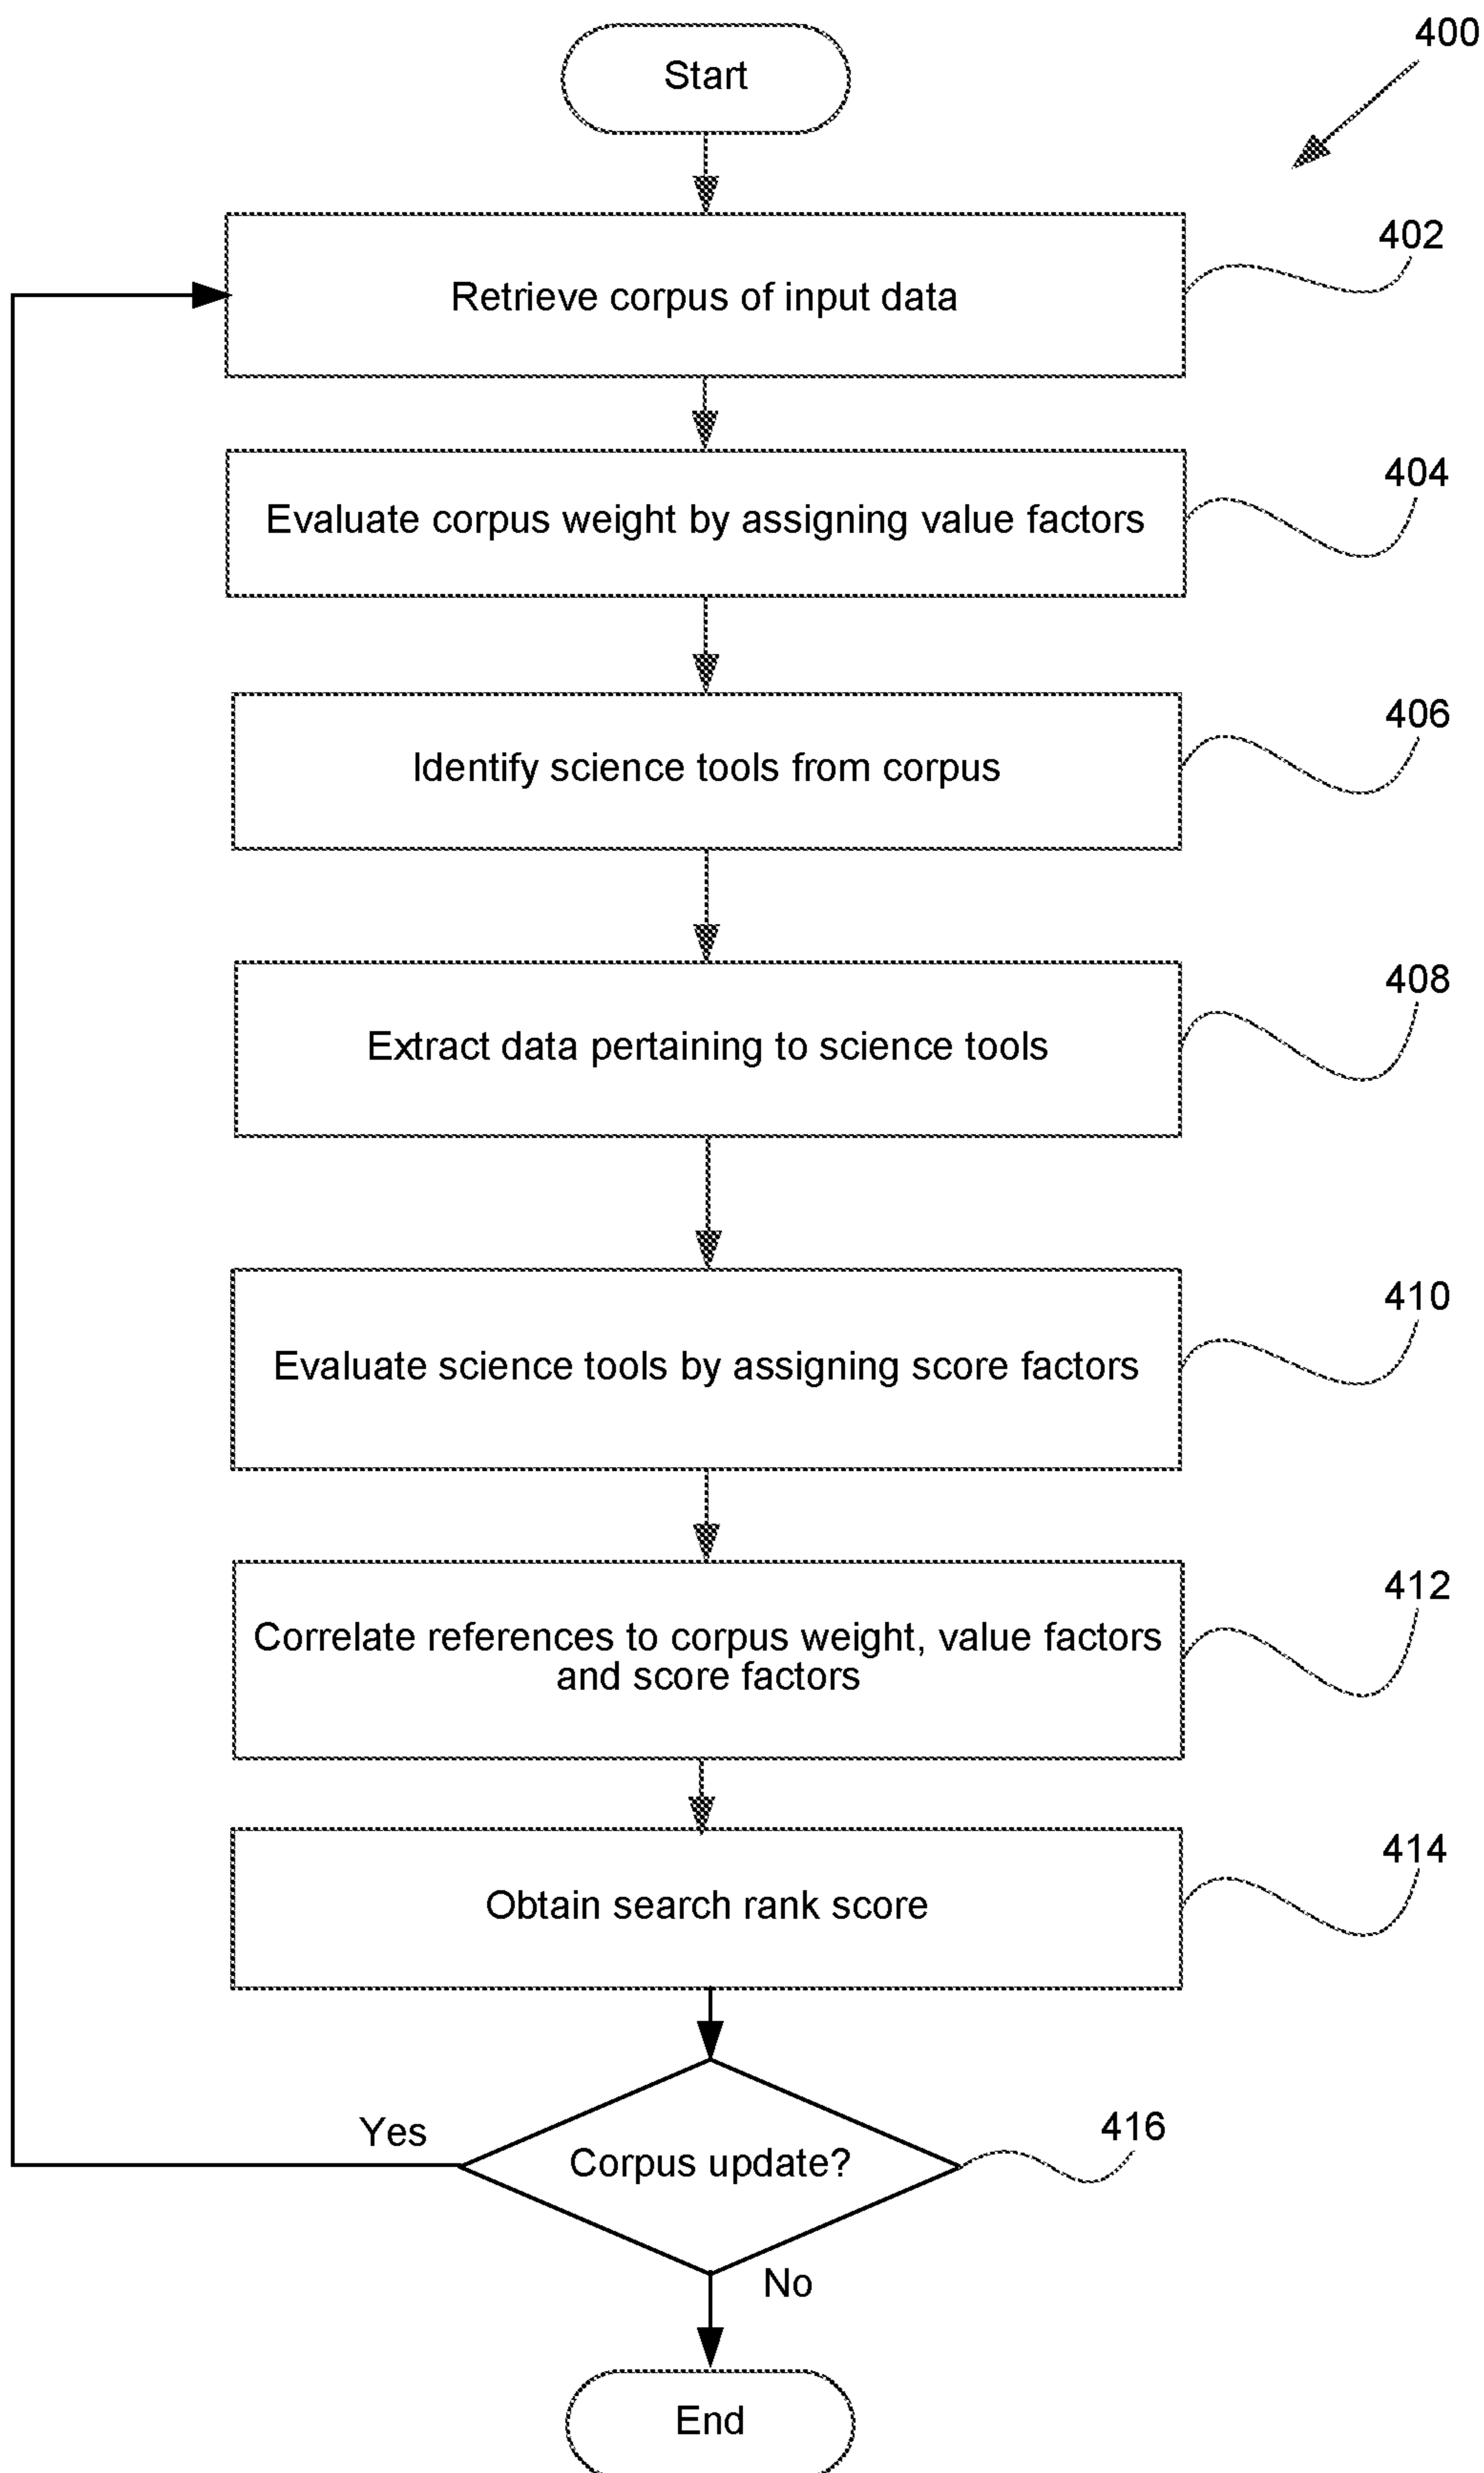 400
Start
402
Retrieve corpus of input data
404
Evaluate corpus weight by assigning value factors
406
Identify science tools from corpus
408
Extract data pertaining to science tools
410
Evaluate science tools by assigning score factors
412
Correlate references to corpus weight, value factors
and score factors
414
Obtain search rank score
416
Yes
Corpus update?
No
End